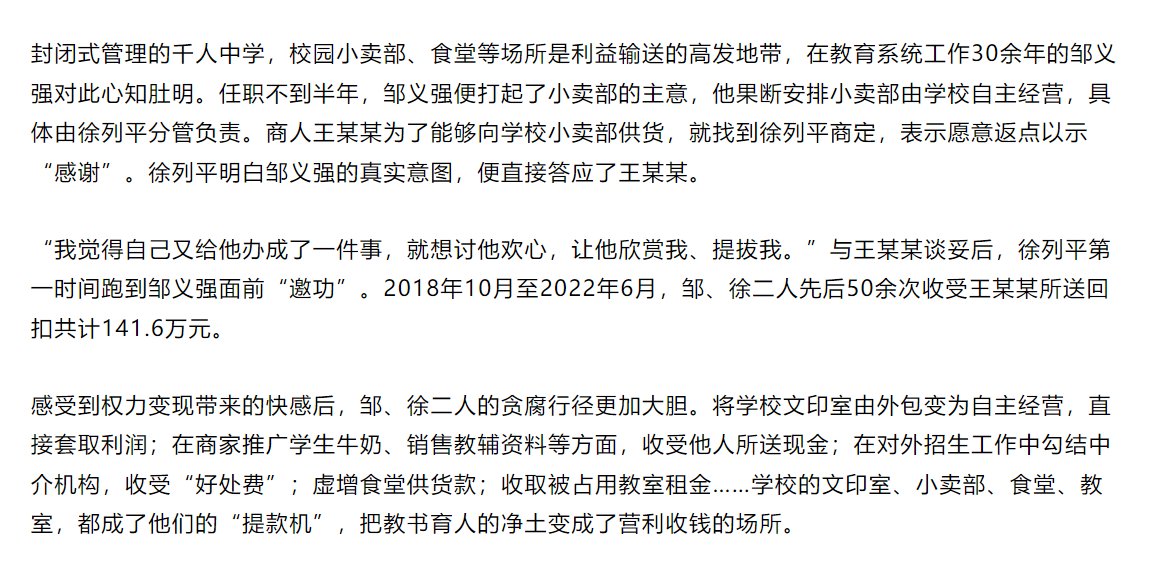 封闭式管理的千人中学，校园小卖部、食堂等场所是利益输送的高发地带，在教育系统工作30余年的邹义
强对此心知肚明。任职不到半年，邹义强便打起了小卖部的主意，他果断安排小卖部由学校自主经营，具
体由徐列平分管负责。商人王某某为了能够向学校小卖部供货，就找到徐列平商定，表示愿意返点以示
“感谢”。徐列平明白邹义强的真实意图，便直接答应了王某某。
“我觉得自己又给他办成了一件事，就想讨他欢心，让他欣赏我、提拔我。”与王某某谈妥后，徐列平第
一时间跑到邹义强面前“邀功”。2018年10月至2022年6月，邹、徐二人先后50余次收受王某某所送回
扣共计141.6万元。
感受到权力变现带来的快感后，邹、徐二人的贪腐行径更加大胆。将学校文印室由外包变为自主经营，直
接套取利润；在商家推广学生牛奶、销售教辅资料等方面，收受他人所送现金；在对外招生工作中勾结中
介机构，收受“好处费”；虚增食堂供货款；收取被占用教室租金……学校的文印室、小卖部、食堂、教
室，都成了他们的“提款机”，把教书育人的净土变成了营利收钱的场所。